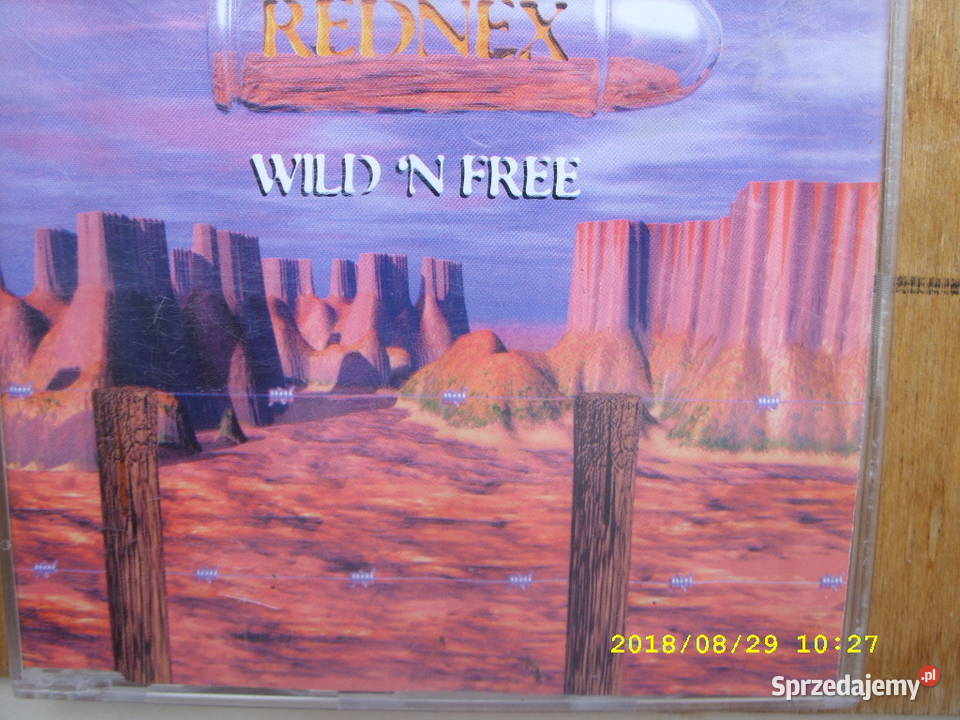 REDNEX
WILD 'N FREE
2018/08/29 10:27
Sprzedajemy.pl